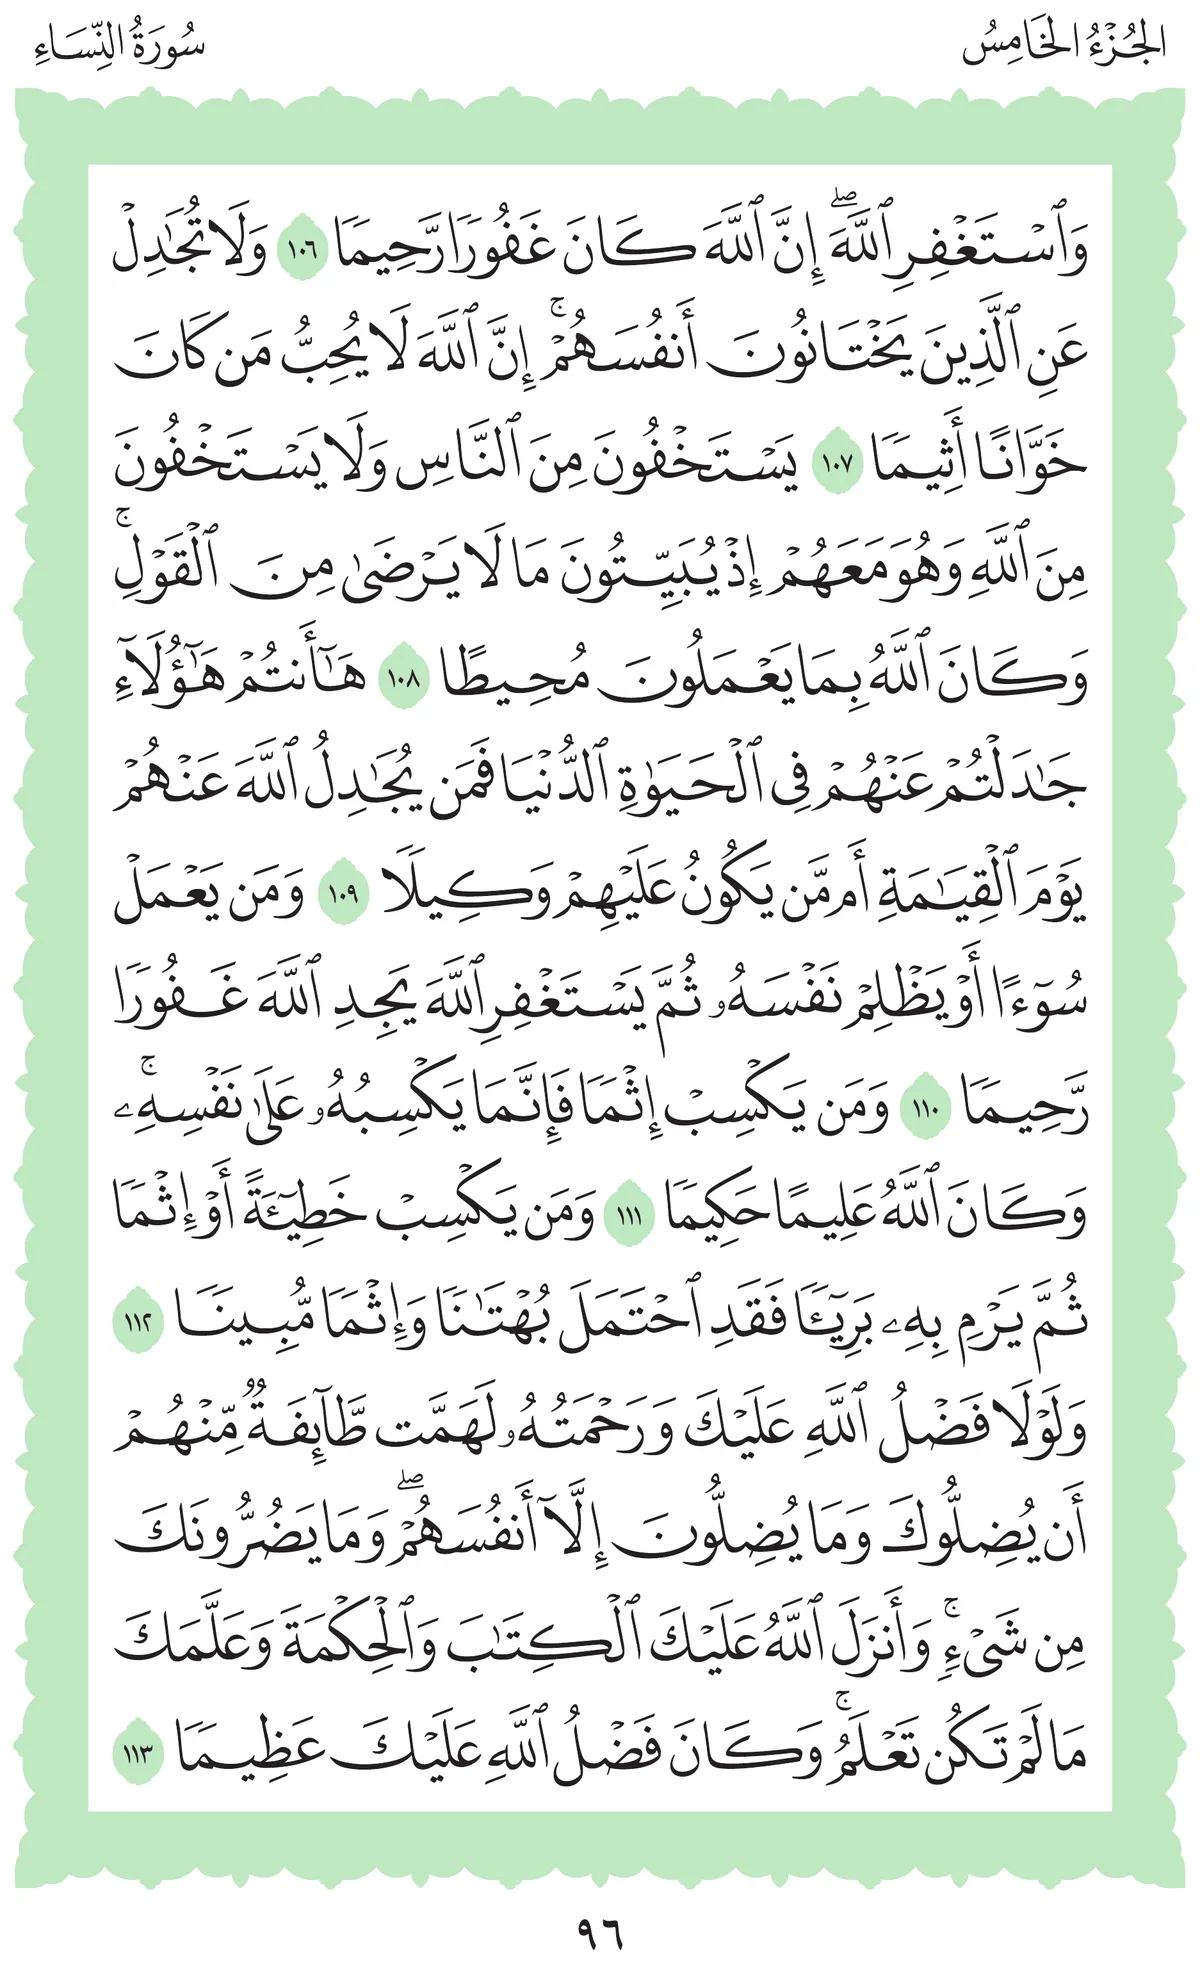 الجُزْءُ الخَامِسُ
سُورَةُ النِّسَاءِ
وَٱسۡتَغۡفِرِ ٱللَّهَۖ إِنَّ ٱللَّهَ كَانَ غَفُورٗا رَّحِيمٗا ١٠٦ وَلَا تُجَٰدِلۡ
عَنِ ٱلَّذِينَ يَخۡتَانُونَ أَنفُسَهُمۡۚ إِنَّ ٱللَّهَ لَا يُحِبُّ مَن كَانَ
خَوَّانًا أَثِيمٗا ١٠٧ يَسۡتَخۡفُونَ مِنَ ٱلنَّاسِ وَلَا يَسۡتَخۡفُونَ
مِنَ ٱللَّهِ وَهُوَ مَعَهُمۡ إِذۡ يُبَيِّتُونَ مَا لَا يَرۡضَىٰ مِنَ ٱلۡقَوۡلِۚ
وَكَانَ ٱللَّهُ بِمَا يَعۡمَلُونَ مُحِيطًا ١٠٨ هَٰٓأَنتُمۡ هَٰٓؤُلَآءِ
جَٰدَلۡتُمۡ عَنۡهُمۡ فِي ٱلۡحَيَوٰةِ ٱلدُّنۡيَا فَمَن يُجَٰدِلُ ٱللَّهَ عَنۡهُمۡ
يَوۡمَ ٱلۡقِيَٰمَةِ أَم مَّن يَكُونُ عَلَيۡهِمۡ وَكِيلٗا ١٠٩ وَمَن يَعۡمَلۡ
سُوٓءًا أَوۡ يَظۡلِمۡ نَفۡسَهُۥ ثُمَّ يَسۡتَغۡفِرِ ٱللَّهَ يَجِدِ ٱللَّهَ غَفُورٗا
رَّحِيمٗا ١١٠ وَمَن يَكۡسِبۡ إِثۡمٗا فَإِنَّمَا يَكۡسِبُهُۥ عَلَىٰ نَفۡسِهِۦۚ
وَكَانَ ٱللَّهُ عَلِيمًا حَكِيمٗا ١١١ وَمَن يَكۡسِبۡ خَطِيٓـَٔةً أَوۡ إِثۡمٗا
ثُمَّ يَرۡمِ بِهِۦ بَرِيٓـٔٗا فَقَدِ ٱحۡتَمَلَ بُهۡتَٰنٗا وَإِثۡمٗا مُّبِينٗا ١١٢
وَلَوۡلَا فَضۡلُ ٱللَّهِ عَلَيۡكَ وَرَحۡمَتُهُۥ لَهَمَّت طَّآئِفَةٞ مِّنۡهُمۡ
أَن يُضِلُّوكَ وَمَا يُضِلُّونَ إِلَّآ أَنفُسَهُمۡۖ وَمَا يَضُرُّونَكَ
مِن شَيۡءٖۚ وَأَنزَلَ ٱللَّهُ عَلَيۡكَ ٱلۡكِتَٰبَ وَٱلۡحِكۡمَةَ وَعَلَّمَكَ
مَا لَمۡ تَكُن تَعۡلَمُۚ وَكَانَ فَضۡلُ ٱللَّهِ عَلَيۡكَ عَظِيمٗا ١١٣
٩٦